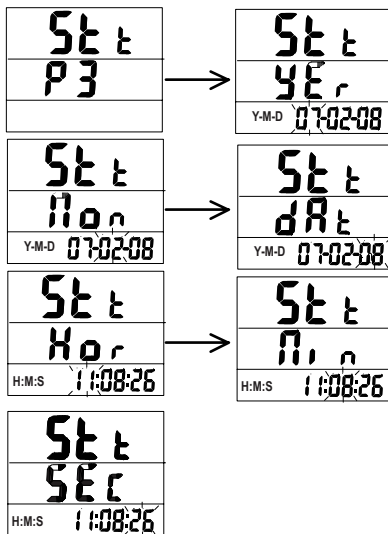 SEt
P3
SEt
YEr
Y-M-D 07-02-08
SEt
Mon
Y-M-D 07-02-08
SEt
dAt
Y-M-D 07-02-08
SEt
Hor
H:M:S 11:08:26
SEt
Min
H:M:S 11:08:26
SEt
SEC
H:M:S 11:08:26